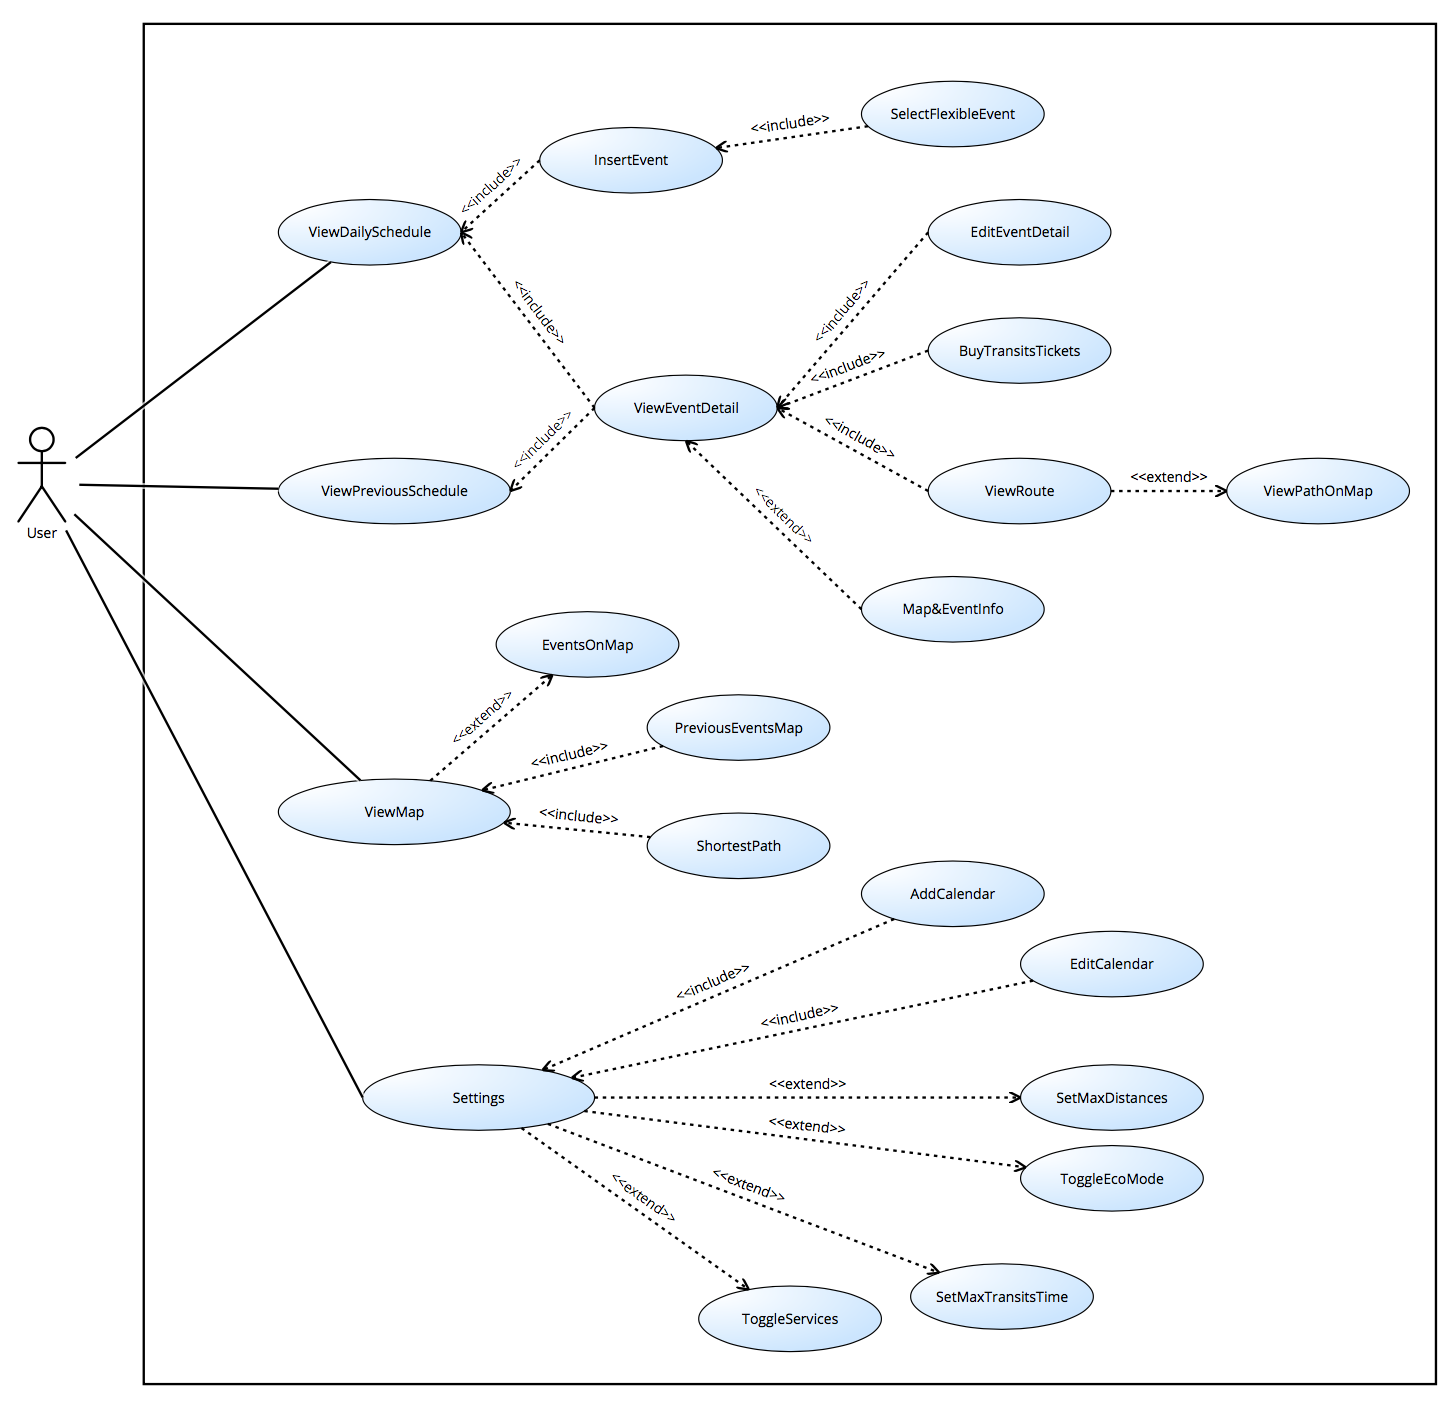 SelectFlexibleEvent
<<include>>
InsertEvent
<<include>>
ViewDailySchedule
EditEventDetail
<<include>>
<<include>>
BuyTransitsTickets
<<include>>
ViewEventDetail
<<include>>
<<include>>
ViewPreviousSchedule
ViewRoute
<<extend>>
ViewPathOnMap
<<extend>>
User
Map&EventInfo
EventsOnMap
<<extend>>
PreviousEventsMap
<<include>>
ViewMap
<<include>>
ShortestPath
AddCalendar
<<include>>
EditCalendar
<<include>>
Settings
<<extend>>
SetMaxDistances
<<extend>>
ToggleEcoMode
<<extend>>
<<extend>>
SetMaxTransitsTime
ToggleServices